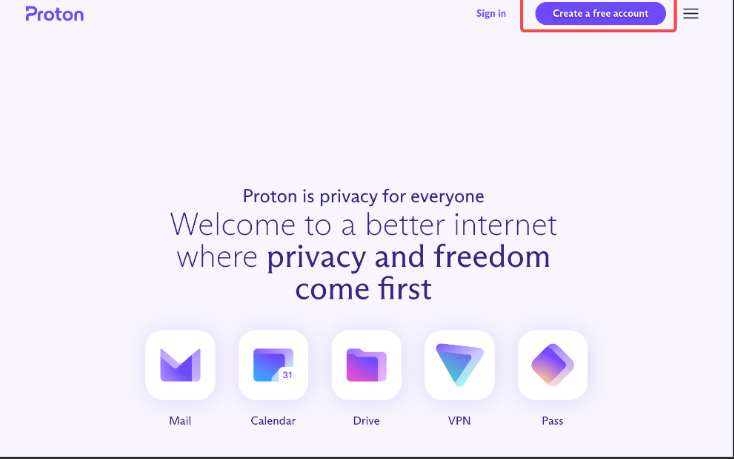 Proton
Sign in
Create a free account
Proton is privacy for everyone
Welcome to a better internet
where privacy and freedom
come first
31
Mail
Calendar
Drive
VPN
Pass